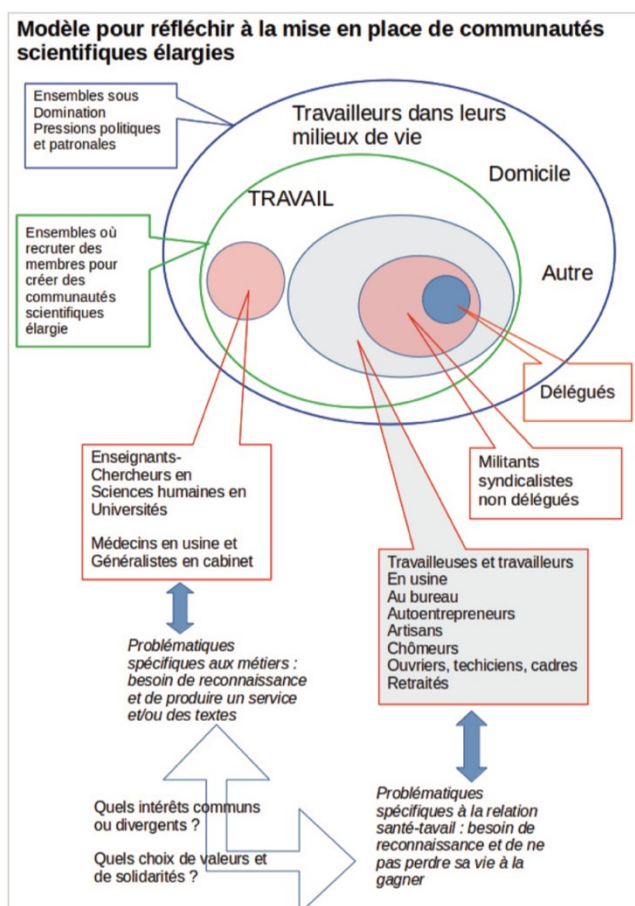 Modèle pour réfléchir à la mise en place de communautés
scientifiques élargies
Ensembles sous
Domination
Pressions politiques
et patronales
Travailleurs dans leurs
milieux de vie
Domicile
TRAVAIL
Autre
Ensembles où
recruter des
membres pour
créer des
communautés
scientifiques
élargie
Délégués
Enseignants-
Chercheurs en
Sciences humaines en
Universités
Médecins en usine et
Généralistes en cabinet
Militants
syndicalistes
non délégués
Travailleuses et travailleurs
En usine
Au bureau
Autoentrepreneurs
Artisans
Chômeurs
Ouvriers, techiciens, cadres
Retraités
Problématiques
spécifiques aux métiers :
besoin de reconnaissance
et de produire un service
et/ou des textes
Quels intérêts communs
ou divergents ?
Quels choix de valeurs et
de solidarités ?
Problématiques
spécifiques à la relation
santé-tavail : besoin de
reconnaissance et de ne
pas perdre sa vie à la
gagner